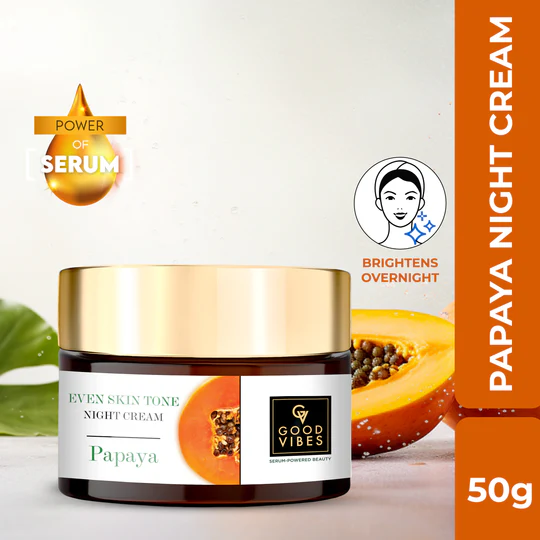 POWER
OF
SERUM
BRIGHTENS
OVERNIGHT
EVEN SKIN TONE
NIGHT CREAM
Papaya
GV
GOOD
VIBES
SERUM-POWERED BEAUTY
PAPAYA NIGHT CREAM
50g